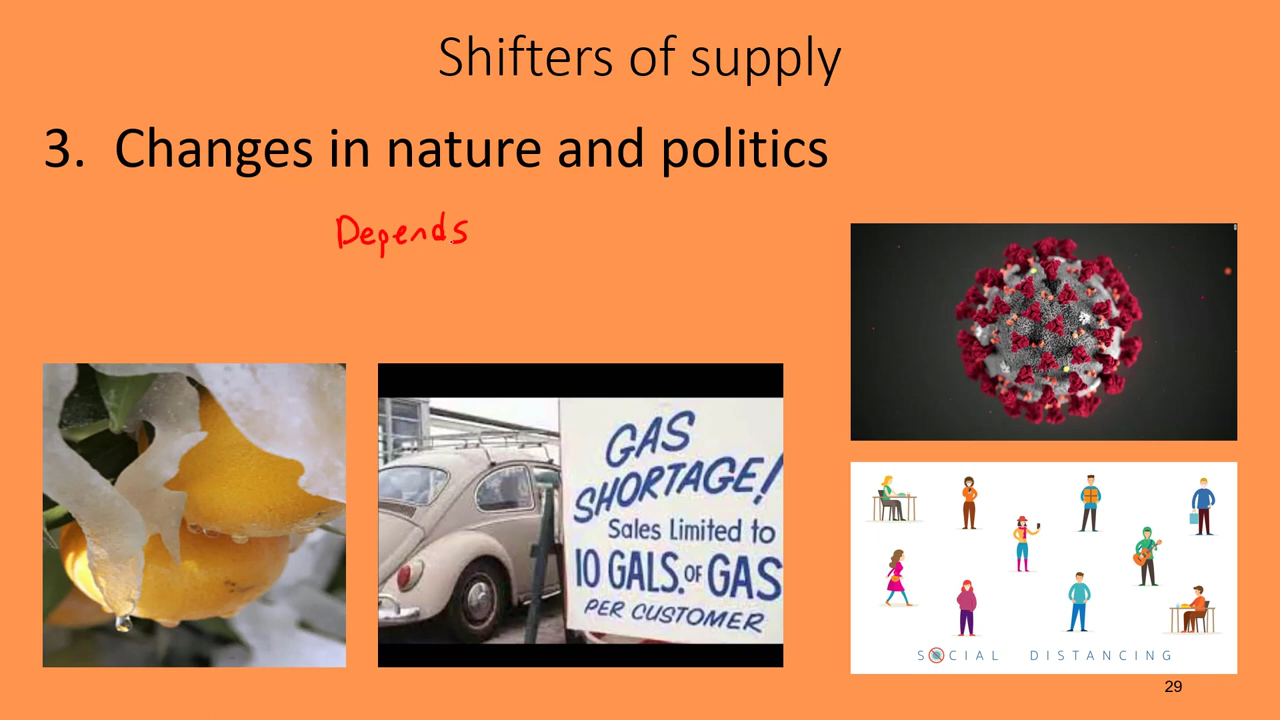 Shifters of supply
3. Changes in nature and politics
Depends
GAS
SHORTAGE!
Sales Limited to
10 GALS. OF GAS
PER CUSTOMER
SOCIAL DISTANCING
29